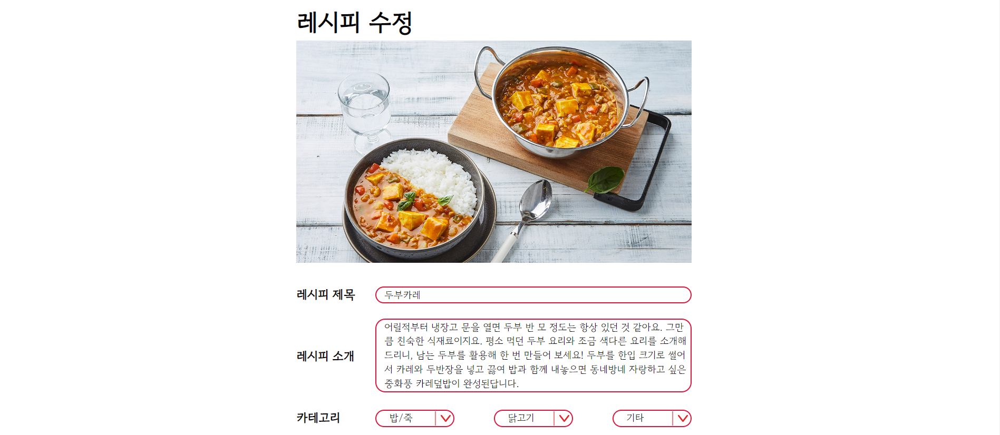 레시피 수정
레시피 제목
두부카레
레시피 소개
어릴적부터 냉장고 문을 열면 두부 반 모 정도는 항상 있던 것 같아요. 그만
큼 친숙한 식재료이지요. 평소 먹던 두부 요리와 조금 색다른 요리를 소개해
드리니, 남는 두부를 활용해 한 번 만들어 보세요! 두부를 한입 크기로 썰어
서 카레와 두반장을 넣고 끓여 밥과 함께 내놓으면 동네방네 자랑하고 싶은
중화풍 카레덮밥이 완성된답니다.
카테고리
밥/죽
닭고기
기타